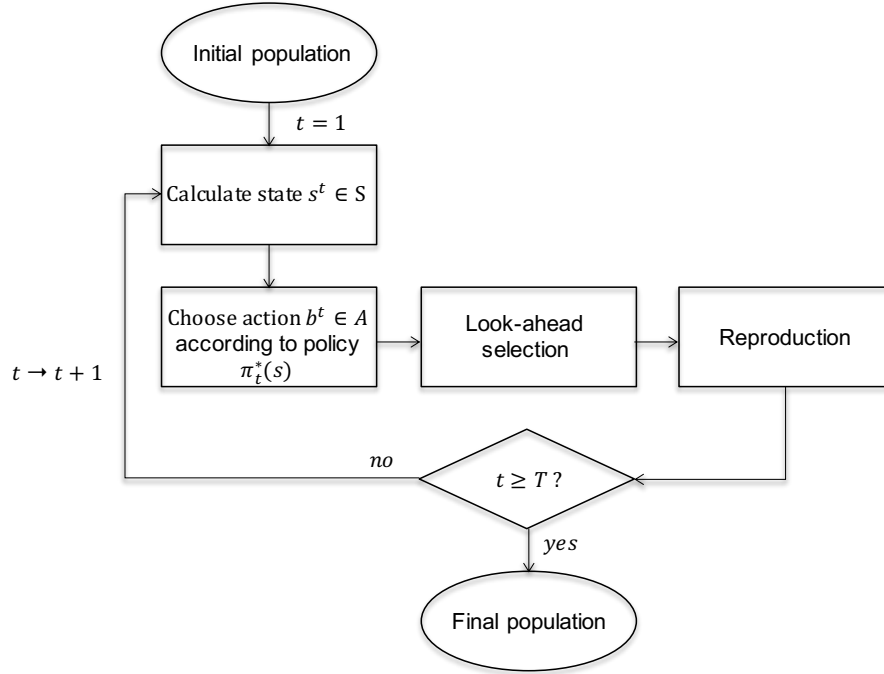 Initial population
t = 1
Calculate state s^t ∈ S
Choose action b^t ∈ A
according to policy
π_t^*(s)
Look-ahead
selection
Reproduction
t → t + 1
no
t ≥ T ?
yes
Final population